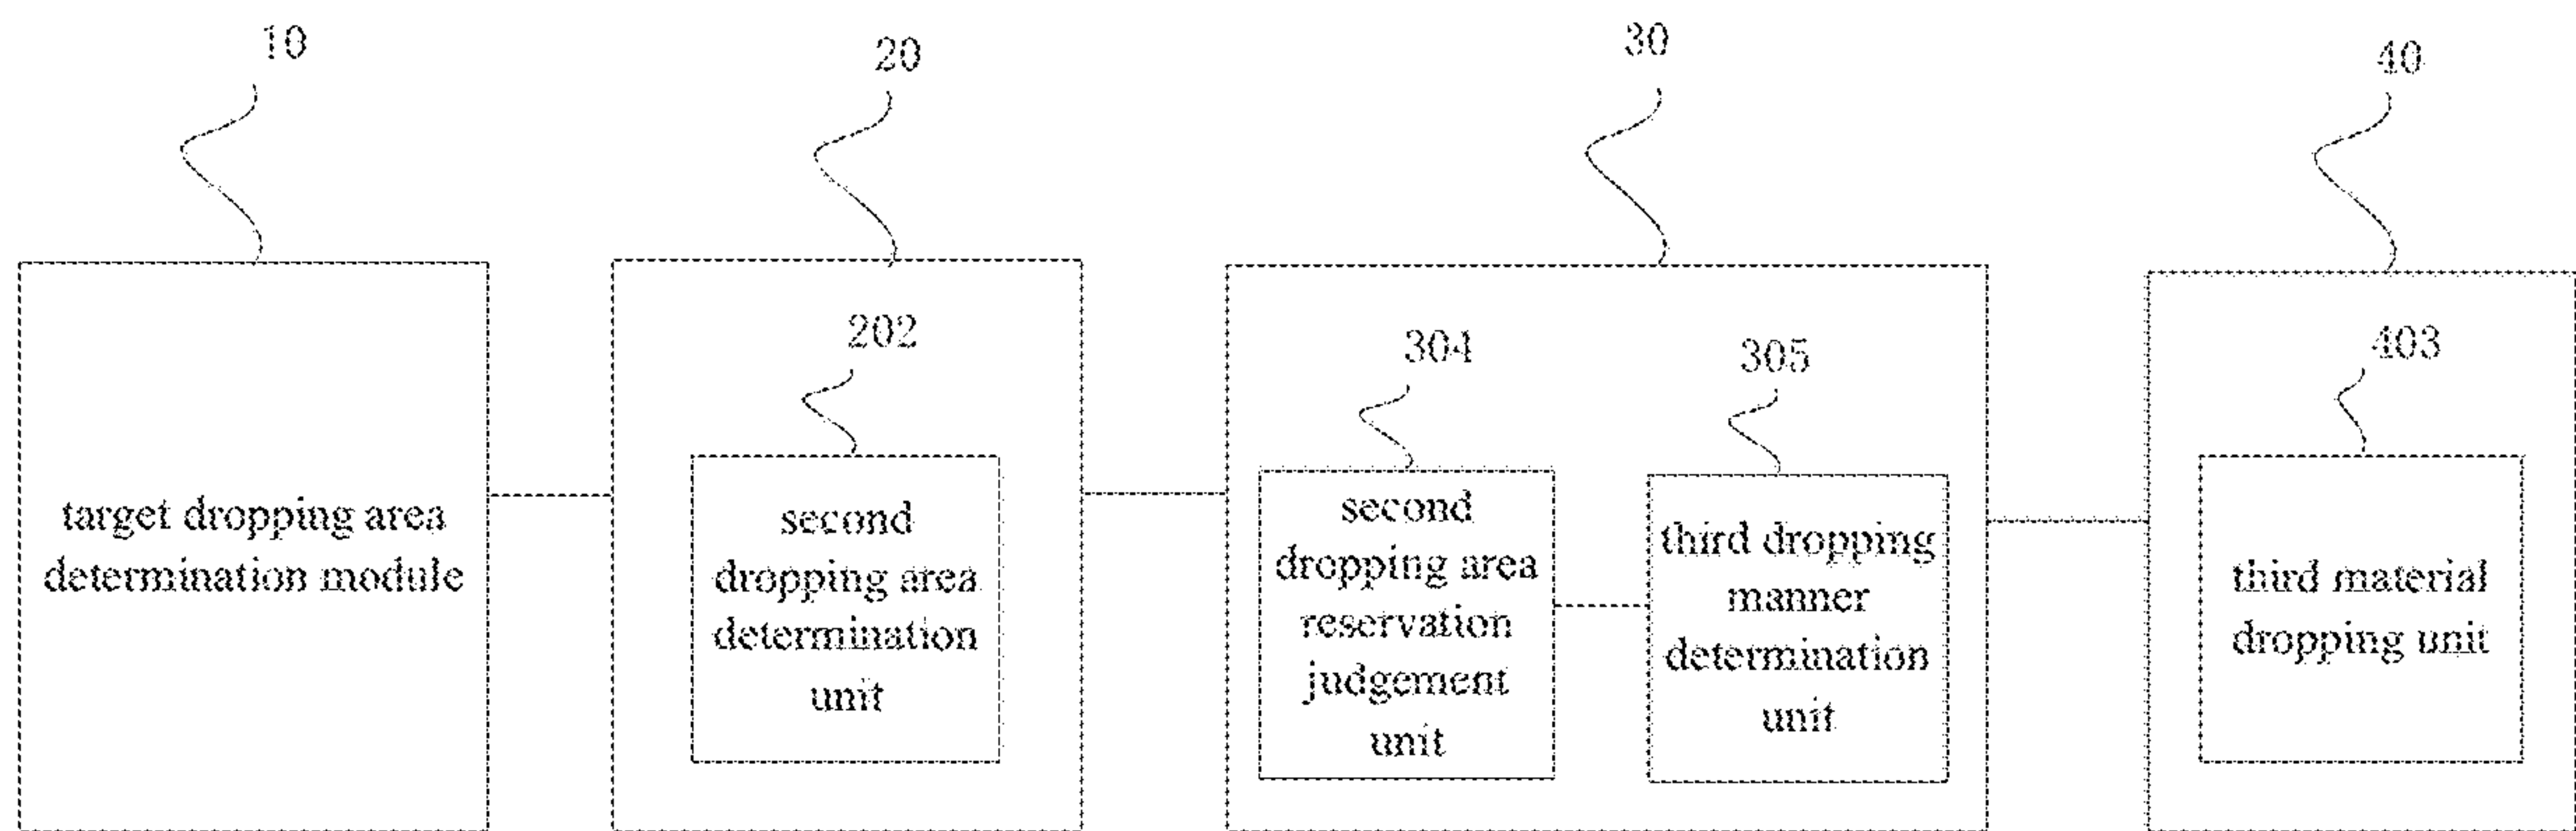 10
20
30
40
202
304
305
403
target dropping area
determination module
second
dropping area
determination
unit
second
dropping area
reservation
judgement
unit
third dropping
manner
determination
unit
third material
dropping unit